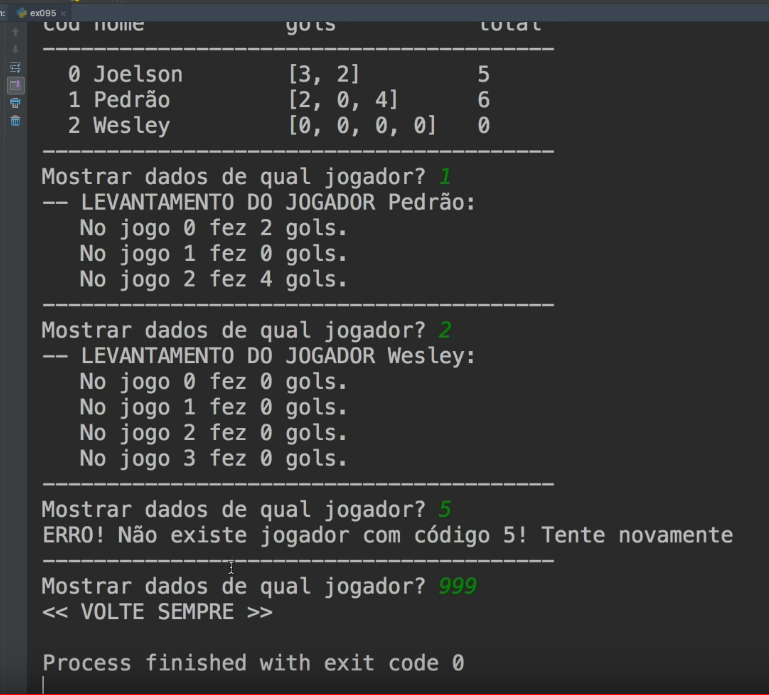 ex095
cod nome gols total
----------------------------------------
0 Joelson [3, 2] 5
1 Pedrão [2, 0, 4] 6
2 Wesley [0, 0, 0, 0] 0
----------------------------------------
Mostrar dados de qual jogador? 1
-- LEVANTAMENTO DO JOGADOR Pedrão:
No jogo 0 fez 2 gols.
No jogo 1 fez 0 gols.
No jogo 2 fez 4 gols.
----------------------------------------
Mostrar dados de qual jogador? 2
-- LEVANTAMENTO DO JOGADOR Wesley:
No jogo 0 fez 0 gols.
No jogo 1 fez 0 gols.
No jogo 2 fez 0 gols.
No jogo 3 fez 0 gols.
----------------------------------------
Mostrar dados de qual jogador? 5
ERRO! Não existe jogador com código 5! Tente novamente
----------------------------------------
Mostrar dados de qual jogador? 999
<< VOLTE SEMPRE >>
Process finished with exit code 0